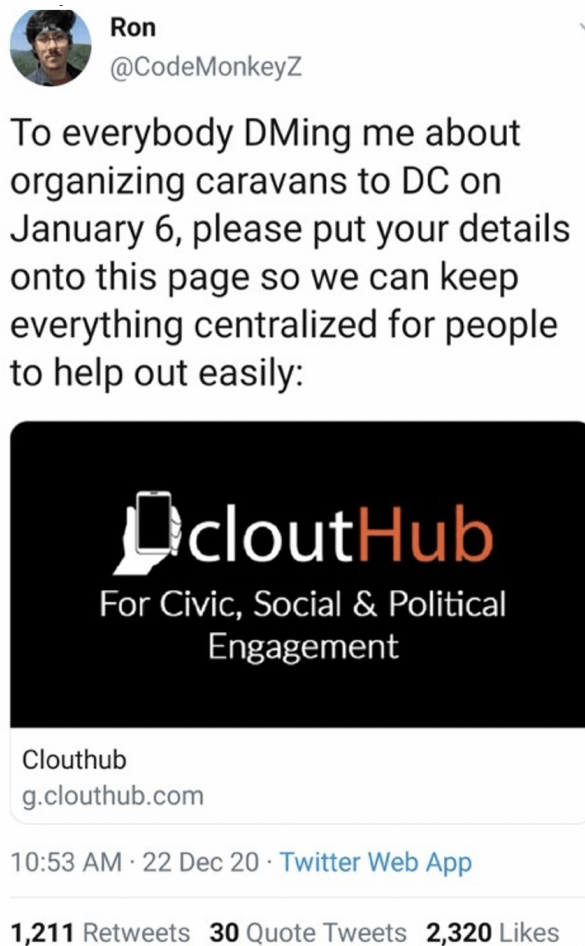 Ron
@CodeMonkeyZ
To everybody DMing me about
organizing caravans to DC on
January 6, please put your details
onto this page so we can keep
everything centralized for people
to help out easily:
cloutHub
For Civic, Social & Political
Engagement
Clouthub
g.clouthub.com
10:53 AM · 22 Dec 20 · Twitter Web App
1,211 Retweets 30 Quote Tweets 2,320 Likes